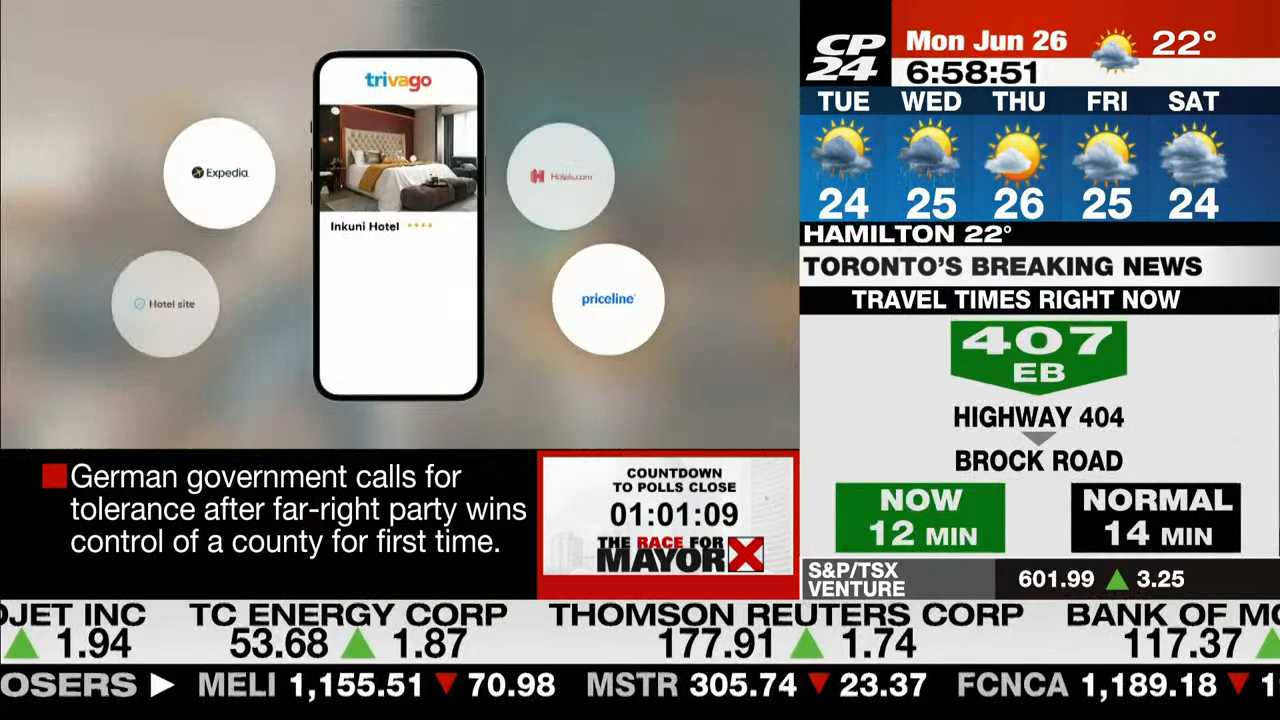 trivago
Expedia
Hotels.com
Inkuni Hotel
Hotel site
priceline
German government calls for
tolerance after far-right party wins
control of a county for first time.
COUNTDOWN
TO POLLS CLOSE
01:01:09
THE RACE FOR
MAYOR
CP
24
Mon Jun 26
22°
6:58:51
TUE WED THU FRI SAT
24 25 26 25 24
HAMILTON 22°
TORONTO'S BREAKING NEWS
TRAVEL TIMES RIGHT NOW
407
EB
HIGHWAY 404
BROCK ROAD
NOW
12 MIN
NORMAL
14 MIN
S&P/TSX
VENTURE
601.99 ▲ 3.25
OJET INC TC ENERGY CORP THOMSON REUTERS CORP BANK OF MO
▲ 1.94 53.68 ▲ 1.87 177.91 ▲ 1.74 117.37 ▲
OSERS ► MELI 1,155.51 ▼ 70.98 MSTR 305.74 ▼ 23.37 FCNCA 1,189.18 ▼ 1